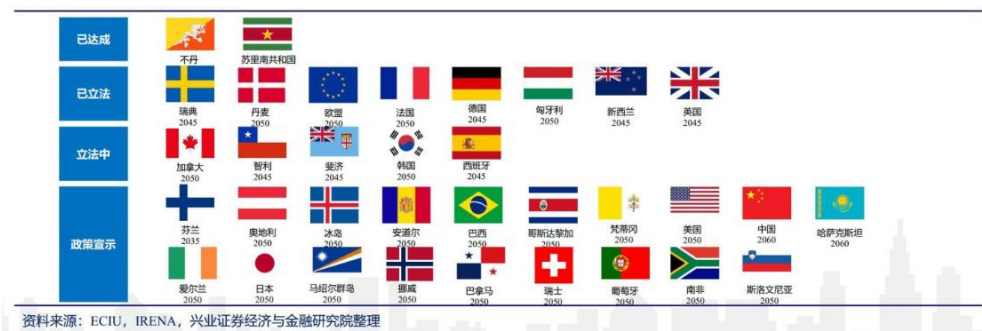 已达成
不丹
苏里南共和国
已立法
瑞典
2045
丹麦
2050
欧盟
2050
法国
2050
德国
2045
匈牙利
2050
新西兰
2045
英国
2045
立法中
加拿大
2050
智利
2045
斐济
2045
韩国
2050
西班牙
2045
政策宣示
芬兰
2035
奥地利
2050
冰岛
2050
安道尔
2050
巴西
2050
哥斯达黎加
2050
梵蒂冈
2050
美国
2050
中国
2060
哈萨克斯坦
2060
爱尔兰
2050
日本
2050
马绍尔群岛
2050
挪威
2050
巴拿马
2050
瑞士
2050
葡萄牙
2050
南非
2050
斯洛文尼亚
2050
资料来源：ECIU，IRENA，兴业证券经济与金融研究院整理